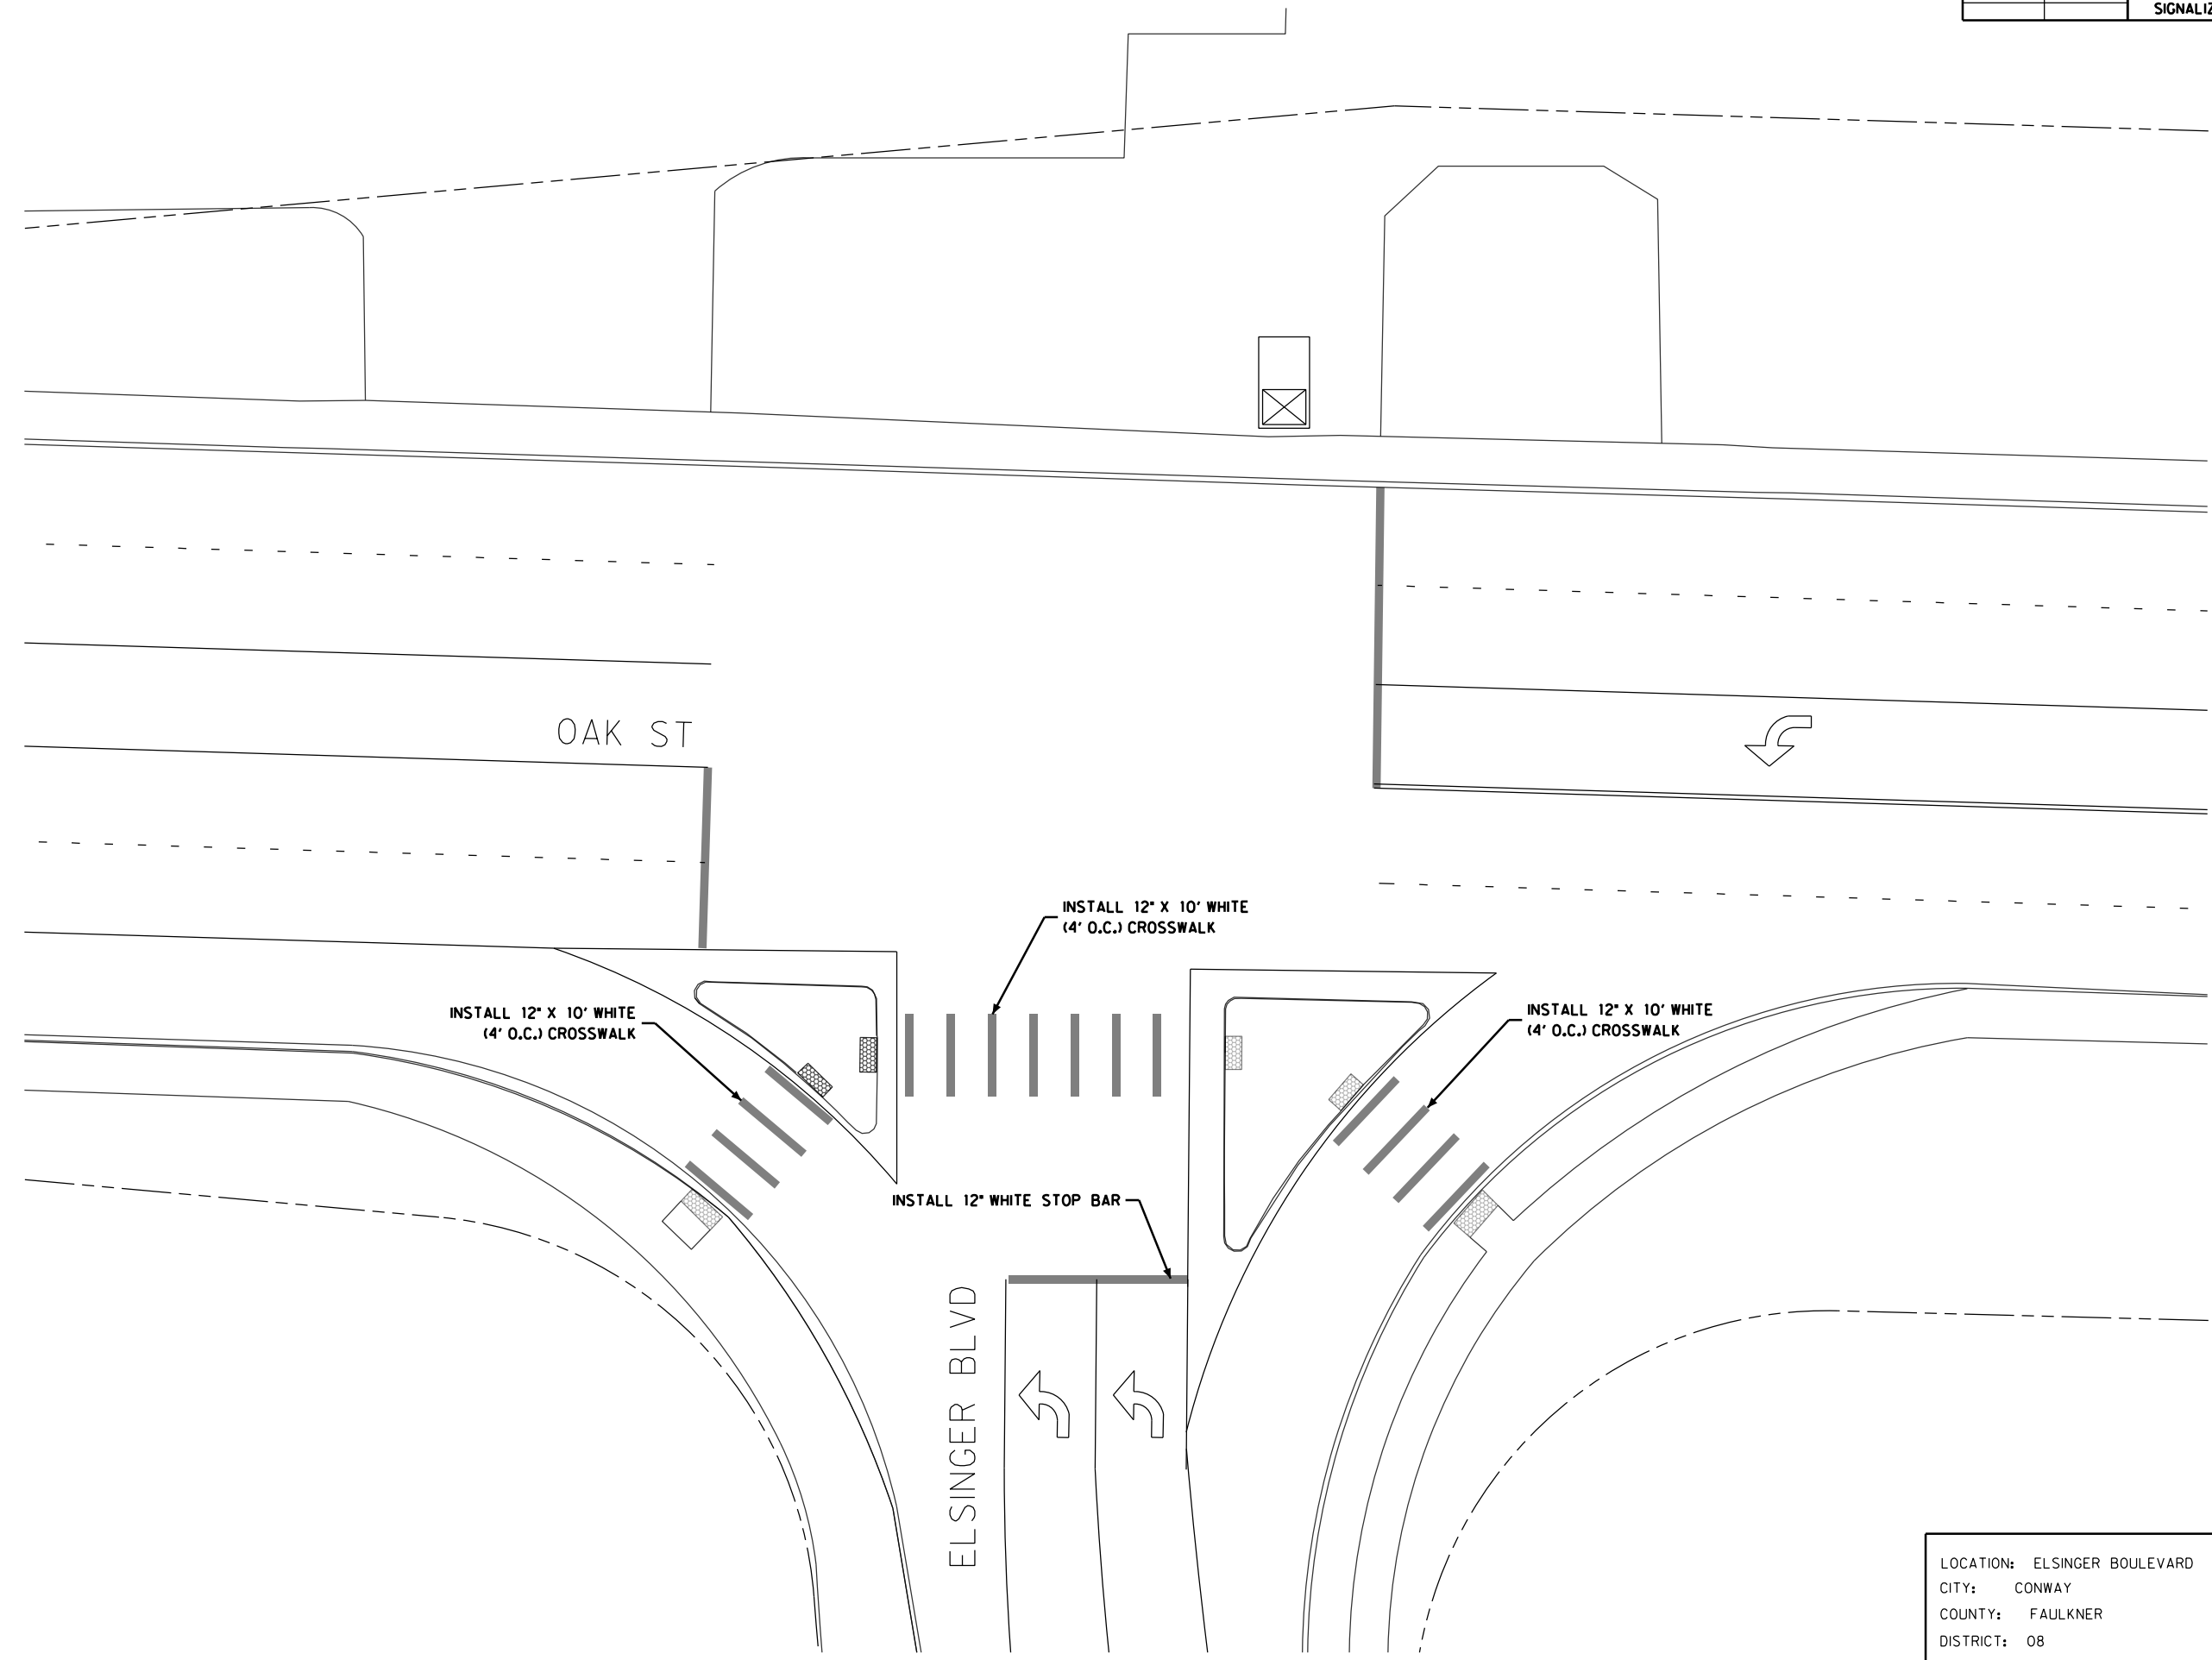 OAK ST
INSTALL 12" X 10' WHITE
(4' O.C.) CROSSWALK
INSTALL 12" X 10' WHITE
(4' O.C.) CROSSWALK
INSTALL 12" X 10' WHITE
(4' O.C.) CROSSWALK
INSTALL 12" WHITE STOP BAR
ELSINGER BLVD
LOCATION: ELSINGER BOULEVARD
CITY: CONWAY
COUNTY: FAULKNER
DISTRICT: 08